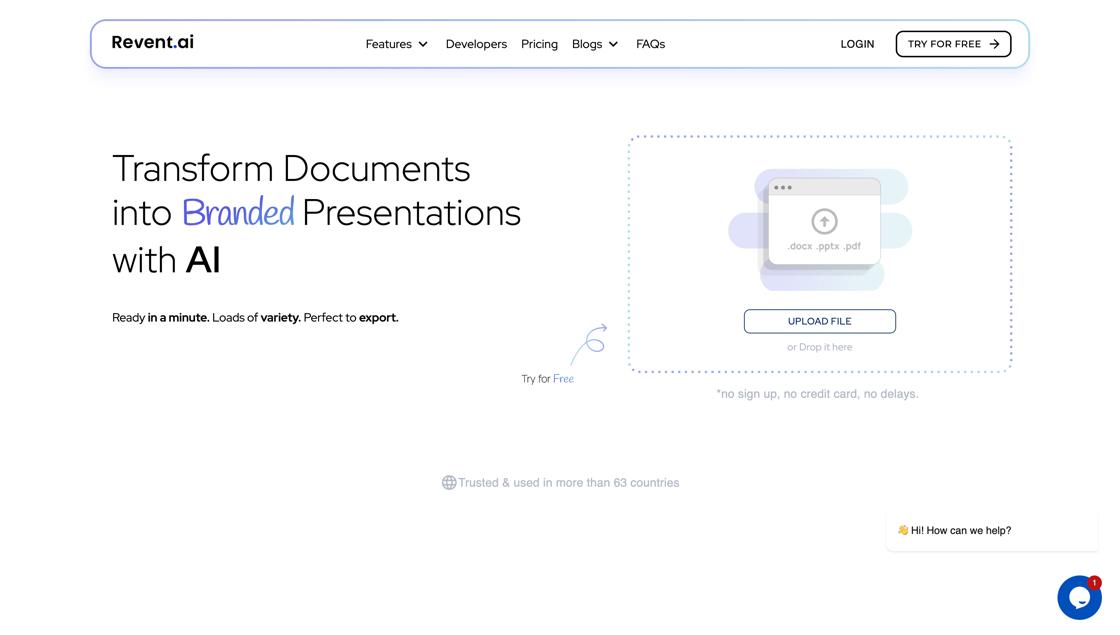 Revent.ai
Features
Developers
Pricing
Blogs
FAQs
LOGIN
TRY FOR FREE
Transform Documents
into Branded Presentations
with AI
Ready in a minute. Loads of variety. Perfect to export.
Try for Free
.docx .pptx .pdf
UPLOAD FILE
or Drop it here
*no sign up, no credit card, no delays.
Trusted & used in more than 63 countries
👋 Hi! How can we help?
1